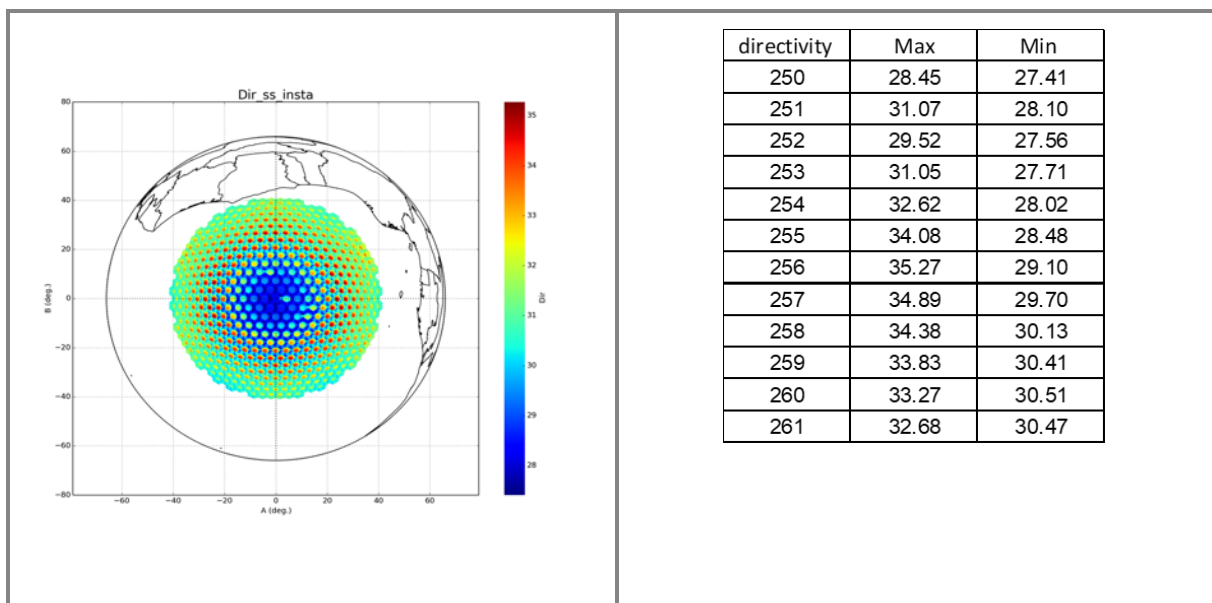 Dir_ss_insta
80
60
40
20
0
−20
−40
−60
−80
−60 −40 −20 0 20 40 60
A (deg.)
B (deg.)
35
34
33
32
31
30
29
28
Dir
directivity Max Min
250 28.45 27.41
251 31.07 28.10
252 29.52 27.56
253 31.05 27.71
254 32.62 28.02
255 34.08 28.48
256 35.27 29.10
257 34.89 29.70
258 34.38 30.13
259 33.83 30.41
260 33.27 30.51
261 32.68 30.47